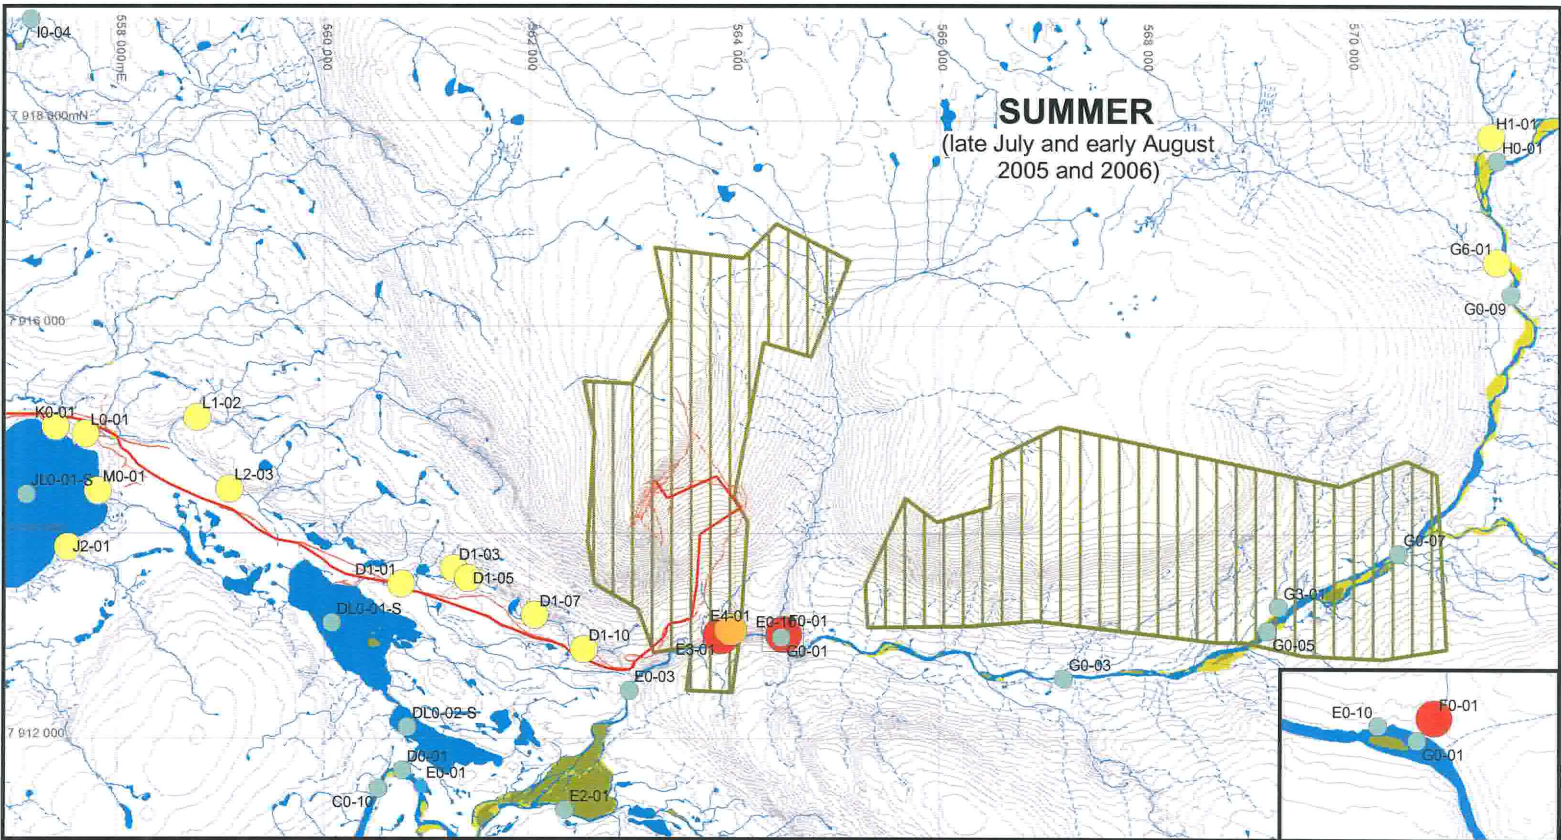 I0-04
558 000mE
560 000
562 000
564 000
566 000
568 000
570 000
7 918 000mN
SUMMER
(late July and early August
2005 and 2006)
H1-01
H0-01
G6-01
G0-09
7 916 000
L1-02
K0-01
L0-01
L2-03
JL0-01-S
M0-01
J2-01
D1-03
D1-01
D1-05
G0-07
D1-07
DL0-01-S
G3-01
E4-01
E0-10
F0-01
D1-10
E3-01
G0-01
G0-05
E0-03
G0-03
DL0-02-S
7 912 000
D0-01
E0-01
C0-10
E2-01
F0-01
E0-10
G0-01